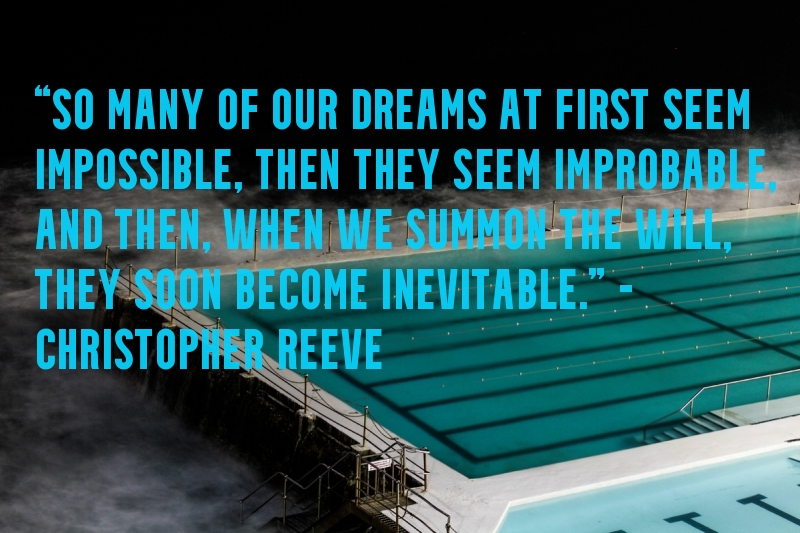 “SO MANY OF OUR DREAMS AT FIRST SEEM
IMPOSSIBLE, THEN THEY SEEM IMPROBABLE,
AND THEN, WHEN WE SUMMON THE WILL,
THEY SOON BECOME INEVITABLE.” -
CHRISTOPHER REEVE